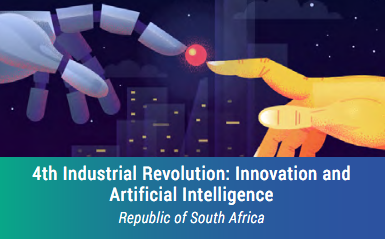 4th Industrial Revolution: Innovation and
Artificial Intelligence
Republic of South Africa